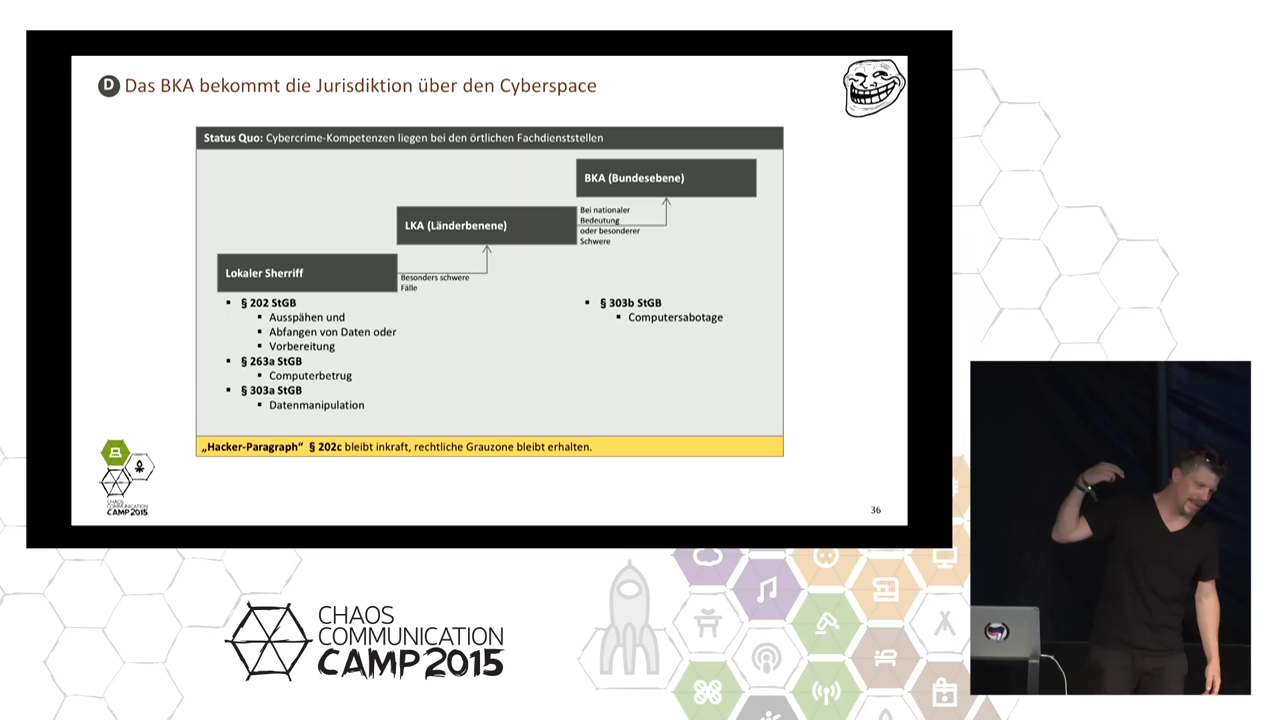 D Das BKA bekommt die Jurisdiktion über den Cyberspace
Status Quo: Cybercrime-Kompetenzen liegen bei den örtlichen Fachdienststellen
BKA (Bundesebene)
Bei nationaler
Bedeutung
oder besonderer
Schwere
LKA (Länderbenene)
Besonders schwere
Fälle
Lokaler Sherriff
▪ § 202 StGB
▪ Ausspähen und
▪ Abfangen von Daten oder
▪ Vorbereitung
▪ § 263a StGB
▪ Computerbetrug
▪ § 303a StGB
▪ Datenmanipulation
▪ § 303b StGB
▪ Computersabotage
„Hacker-Paragraph“ § 202c bleibt inkraft, rechtliche Grauzone bleibt erhalten.
CHAOS
COMMUNICATION
CAMP 2015
36
CHAOS
COMMUNICATION
CAMP 2015